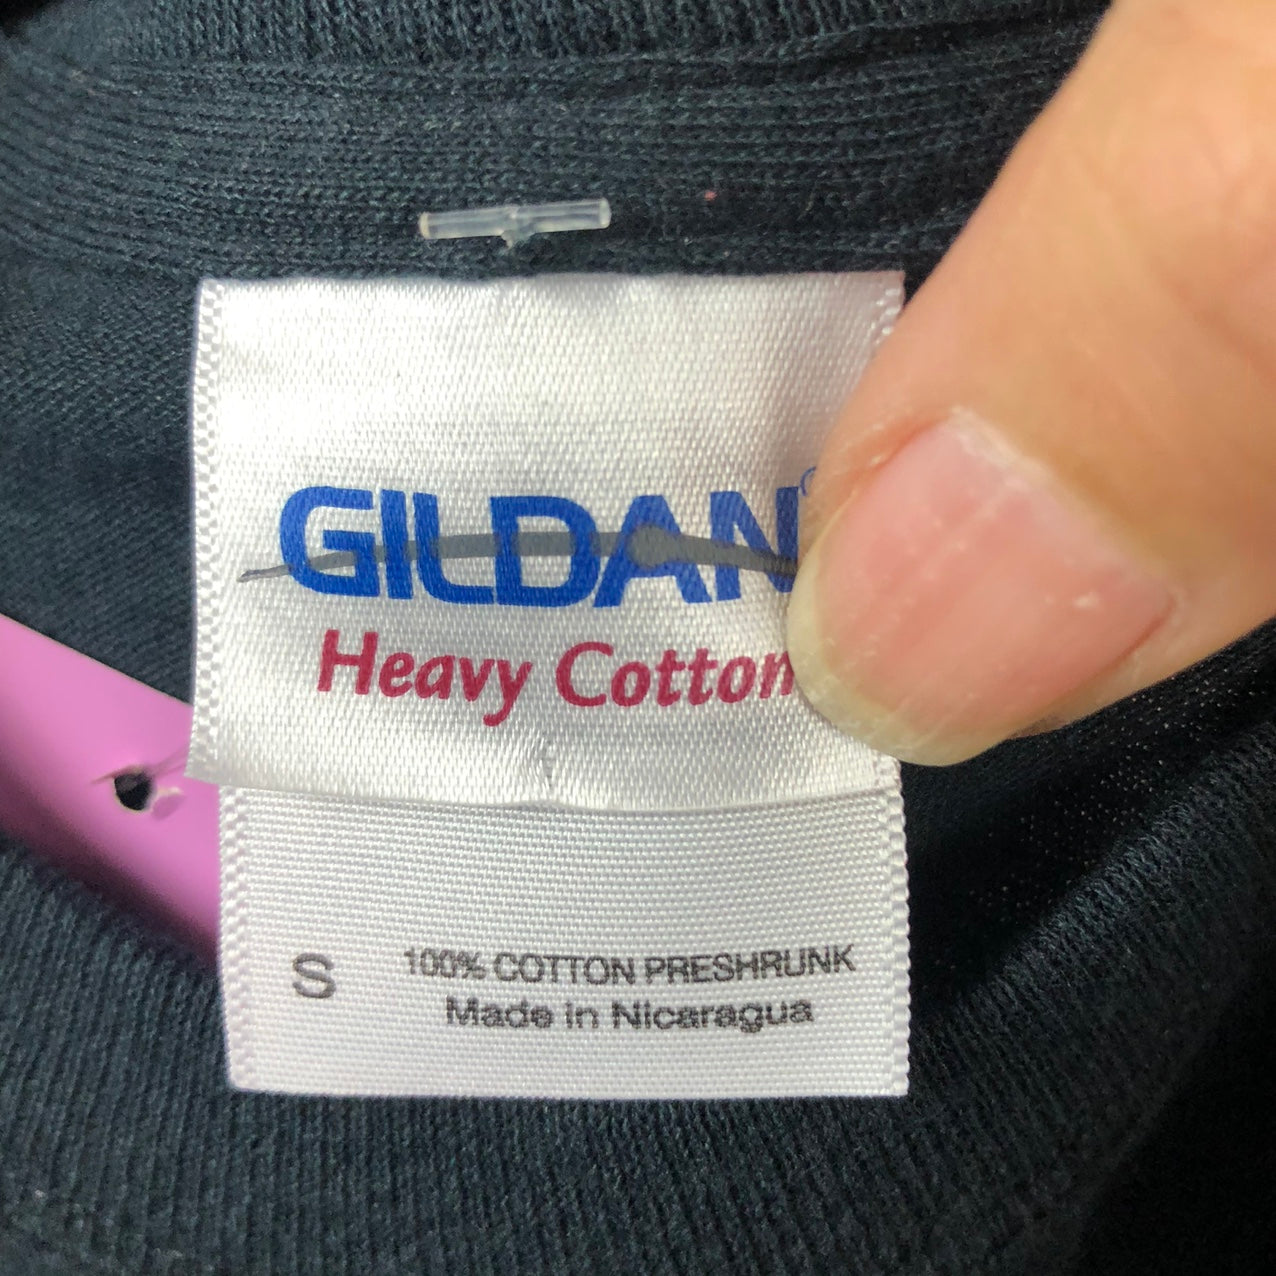 GILDAN
Heavy Cotton
S
100% COTTON PRESHRUNK
Made in Nicaragua